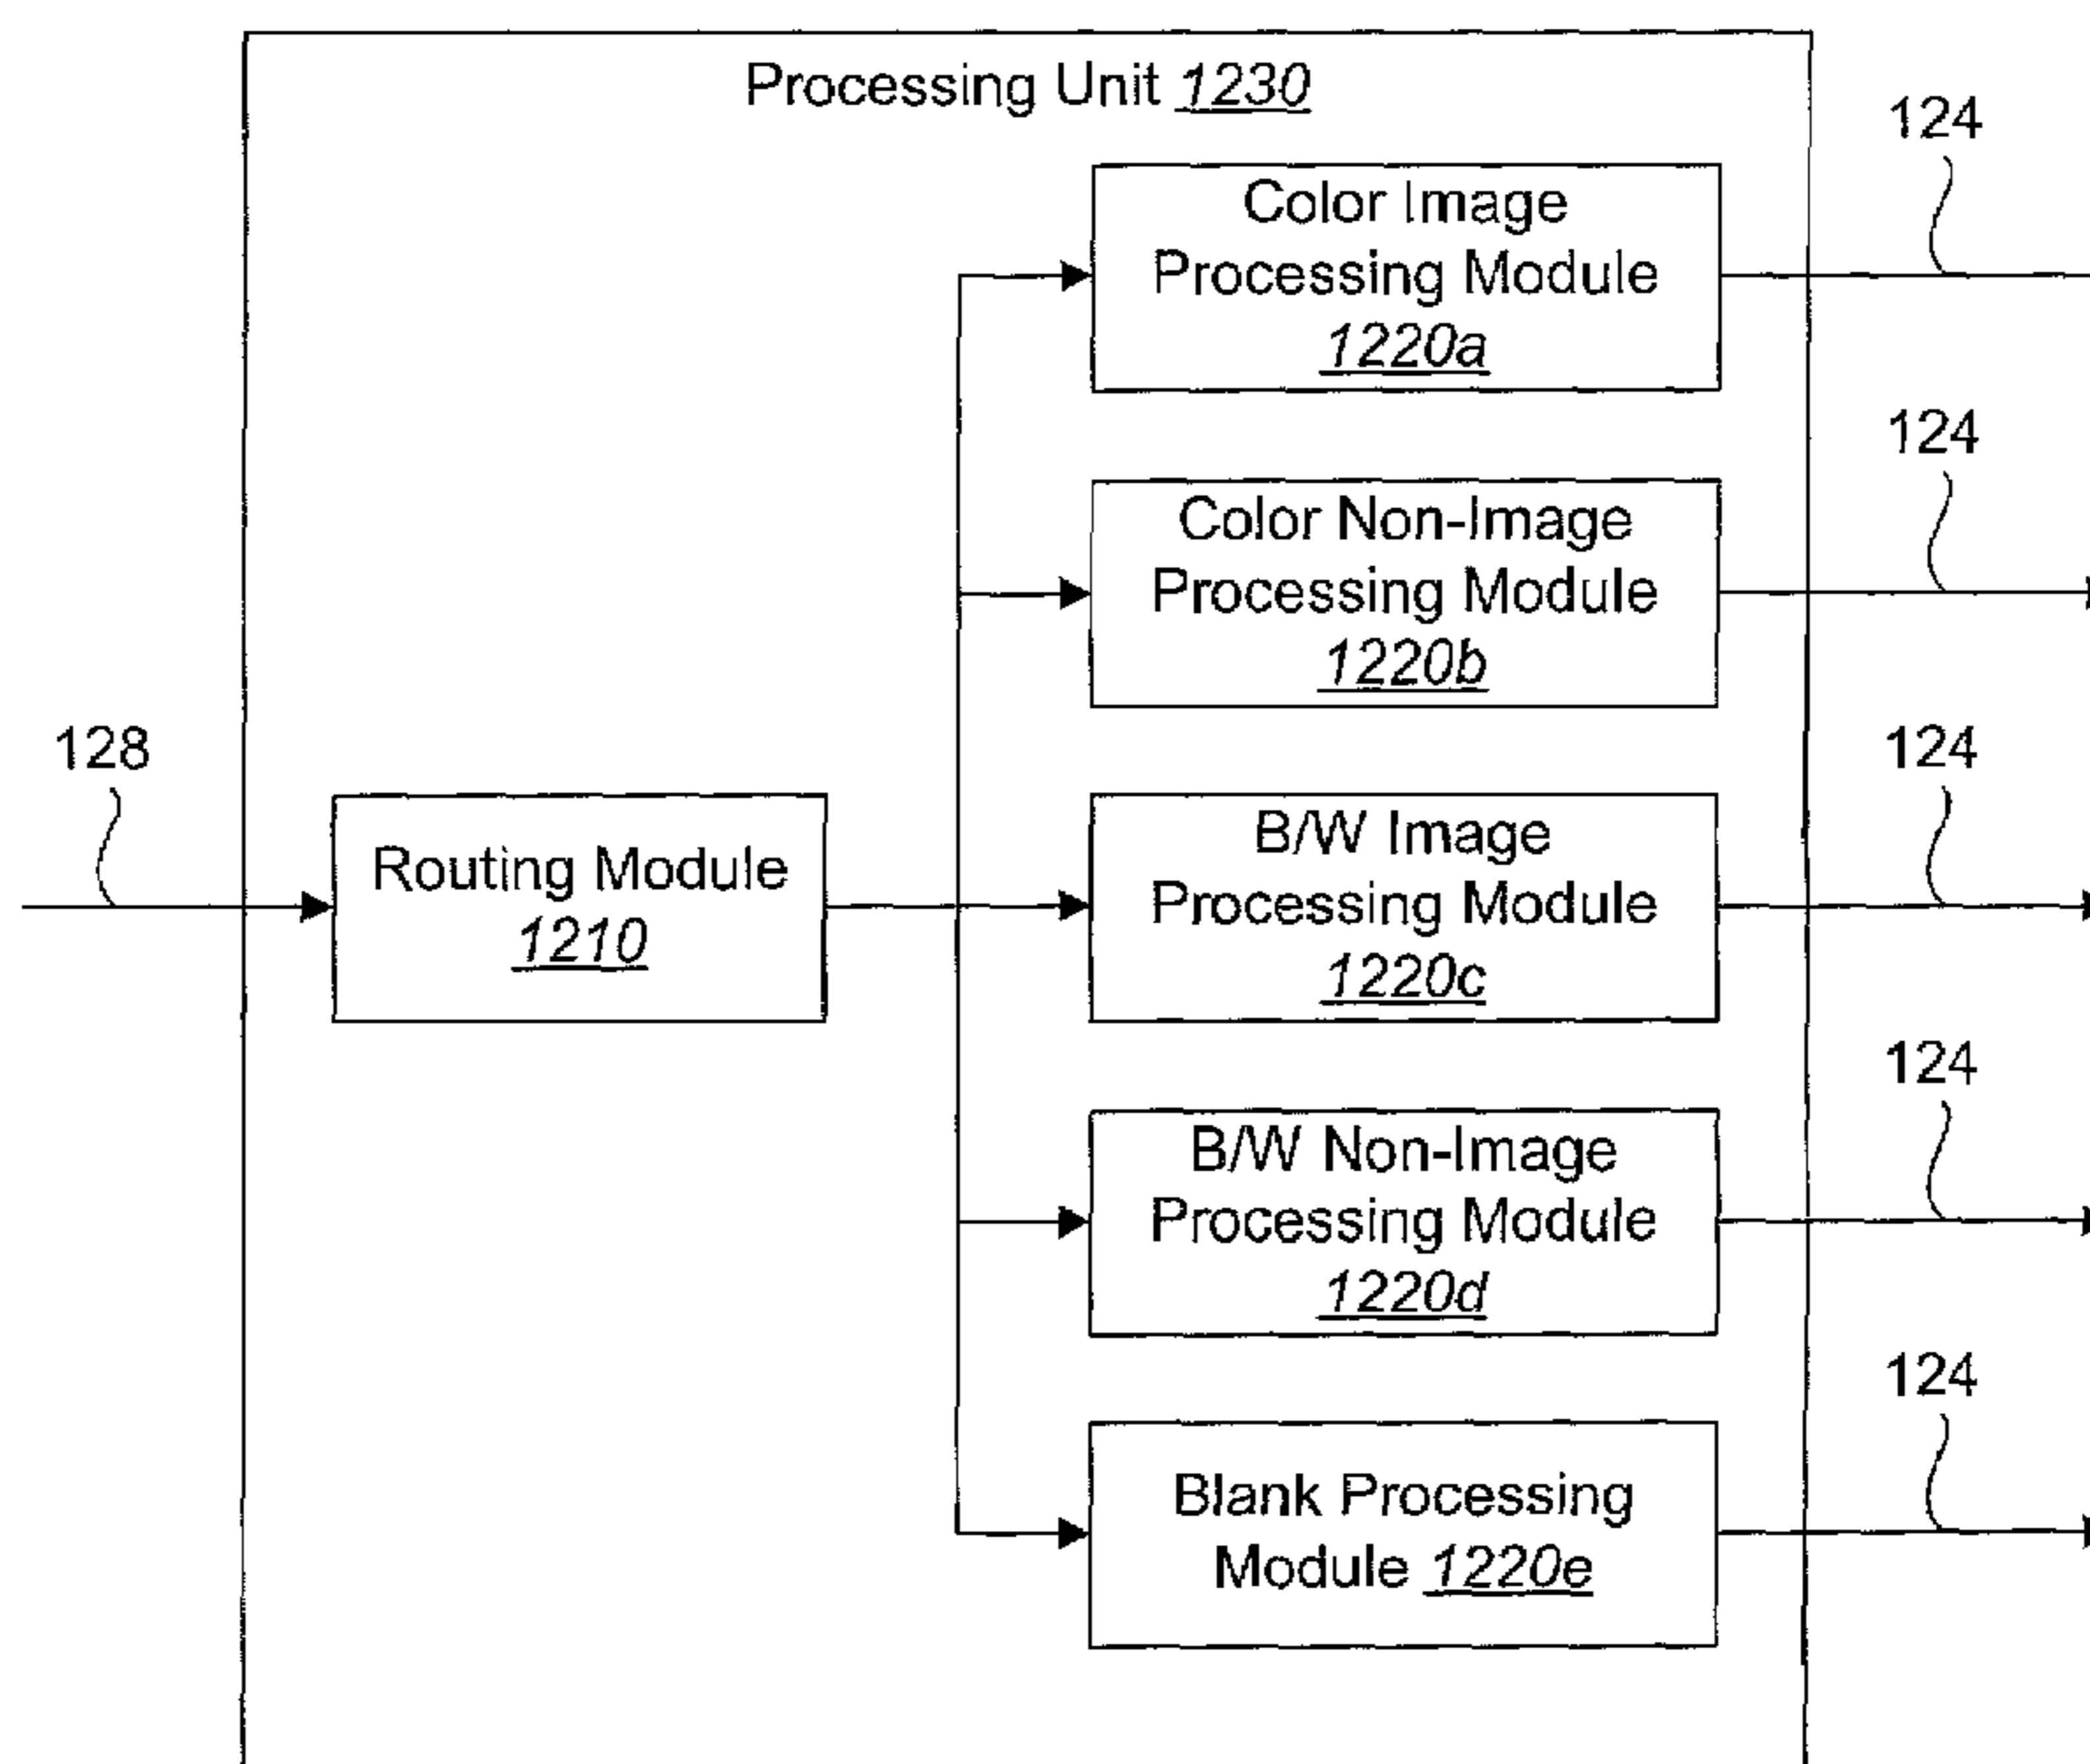 Processing Unit 1230
124
Color Image
Processing Module
1220a
124
Color Non-Image
Processing Module
1220b
128
Routing Module
1210
124
B/W Image
Processing Module
1220c
124
B/W Non-Image
Processing Module
1220d
124
Blank Processing
Module 1220e